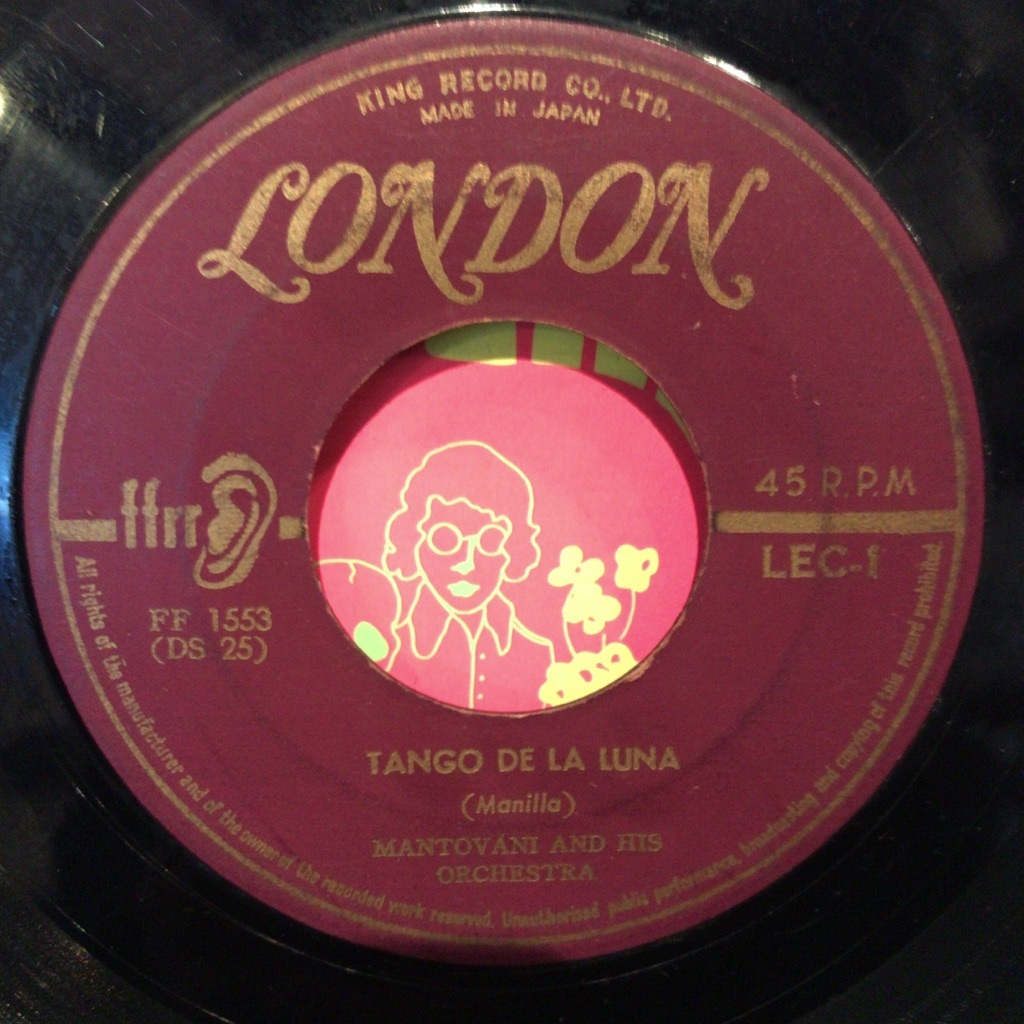 KING RECORD CO., LTD.
MADE IN JAPAN
LONDON
ffrr
45 R.P.M
LEC-1
FF 1553
(DS 25)
TANGO DE LA LUNA
(Manilla)
MANTOVANI AND HIS
ORCHESTRA
All rights of the manufacturer and of the owner of the recorded work reserved. Unauthorised public performance, broadcasting and copying of this record prohibited.